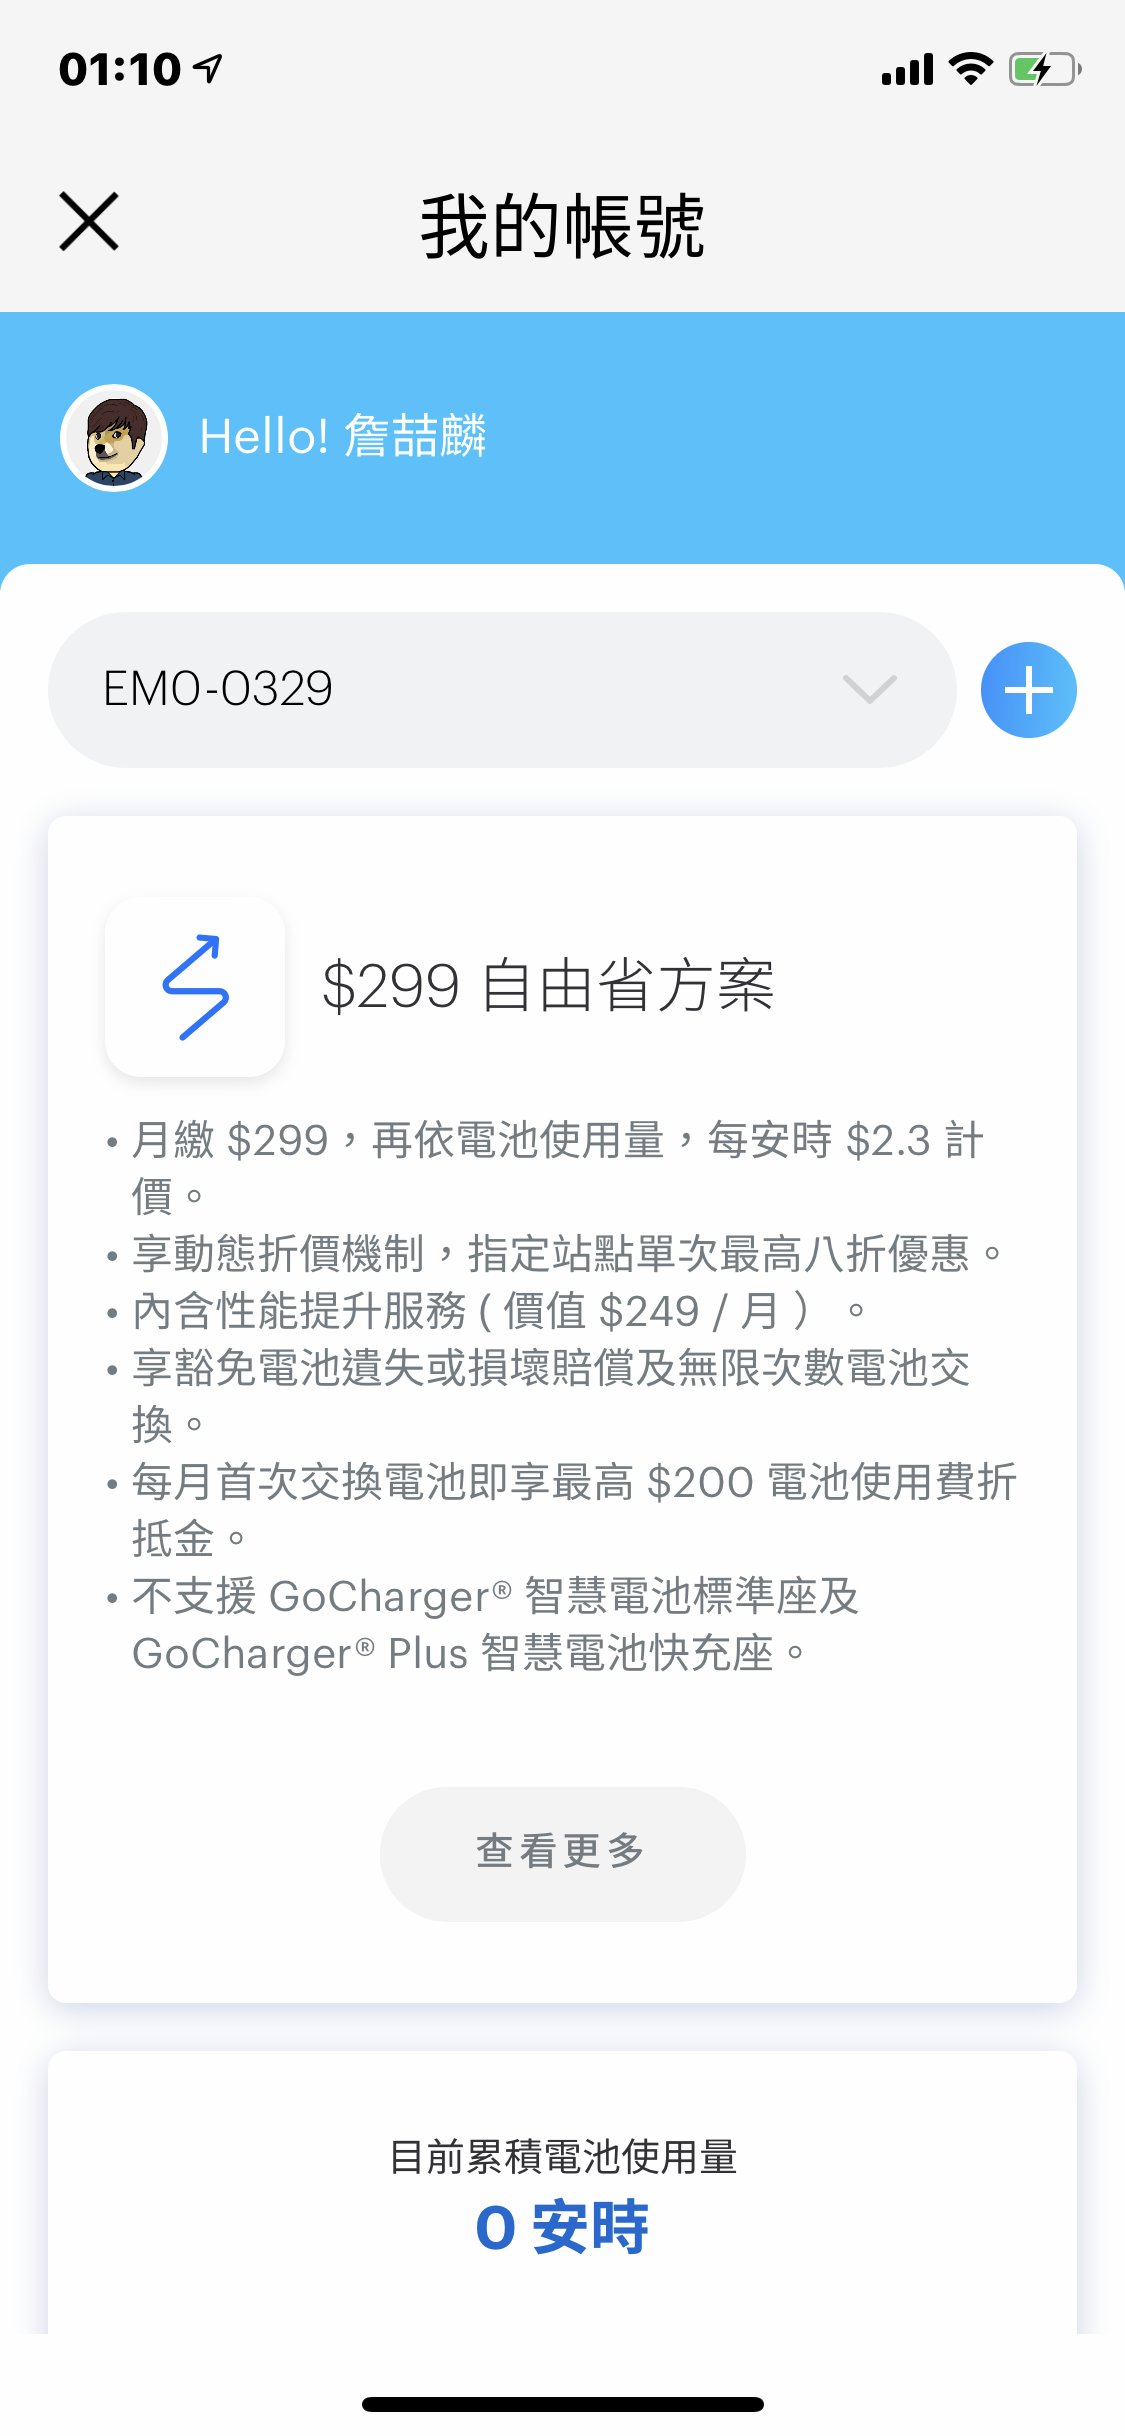 01:10
我的帳號
Hello! 詹喆麟
EM0-0329
$299 自由省方案
• 月繳 $299，再依電池使用量，每安時 $2.3 計
價。
• 享動態折價機制，指定站點單次最高八折優惠。
• 內含性能提升服務 ( 價值 $249 / 月 ）。
• 享豁免電池遺失或損壞賠償及無限次數電池交
換。
• 每月首次交換電池即享最高 $200 電池使用費折
抵金。
• 不支援 GoCharger® 智慧電池標準座及
GoCharger® Plus 智慧電池快充座。
查看更多
目前累積電池使用量
0 安時